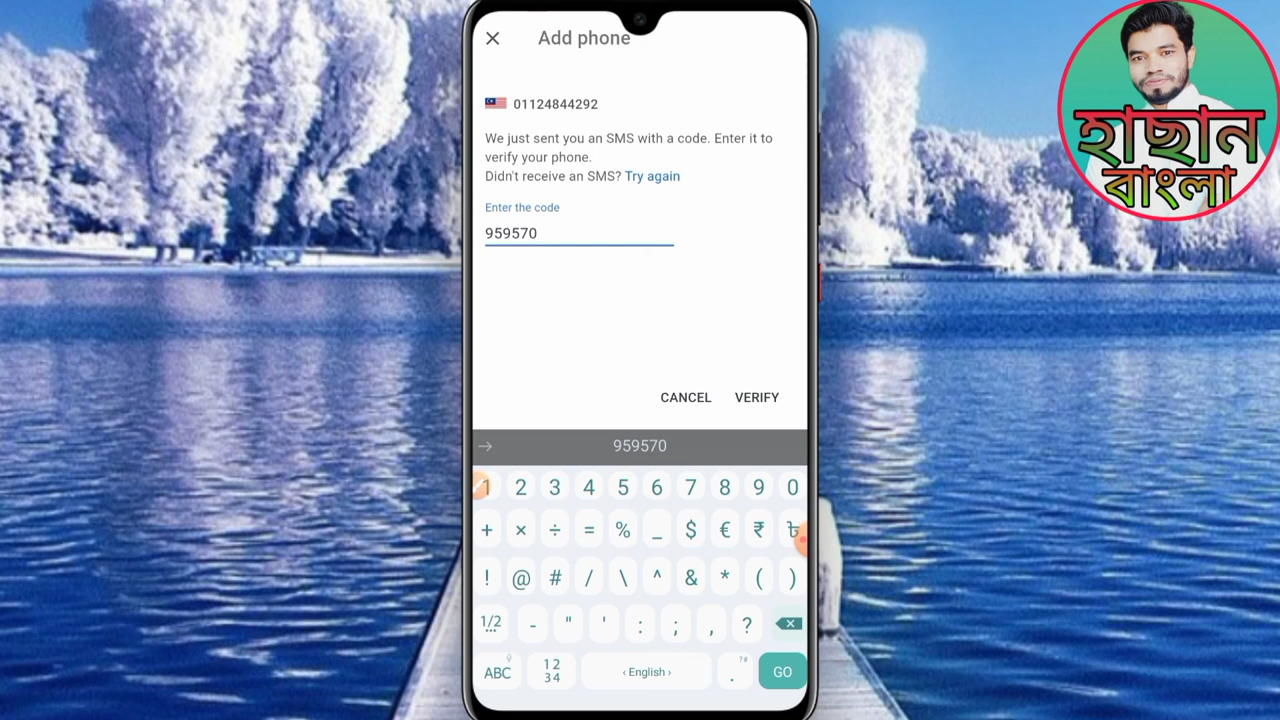 Add phone
01124844292
We just sent you an SMS with a code. Enter it to
verify your phone.
Didn't receive an SMS? Try again
Enter the code
959570
CANCEL VERIFY
959570
1 2 3 4 5 6 7 8 9 0
+ × ÷ = % _ $ € ₹ ৳
! @ # / \ ^ & * ( )
1/2 - " ' : ; , ?
ABC 12 34 ‹ English › . ?# GO
হাছান
বাংলা